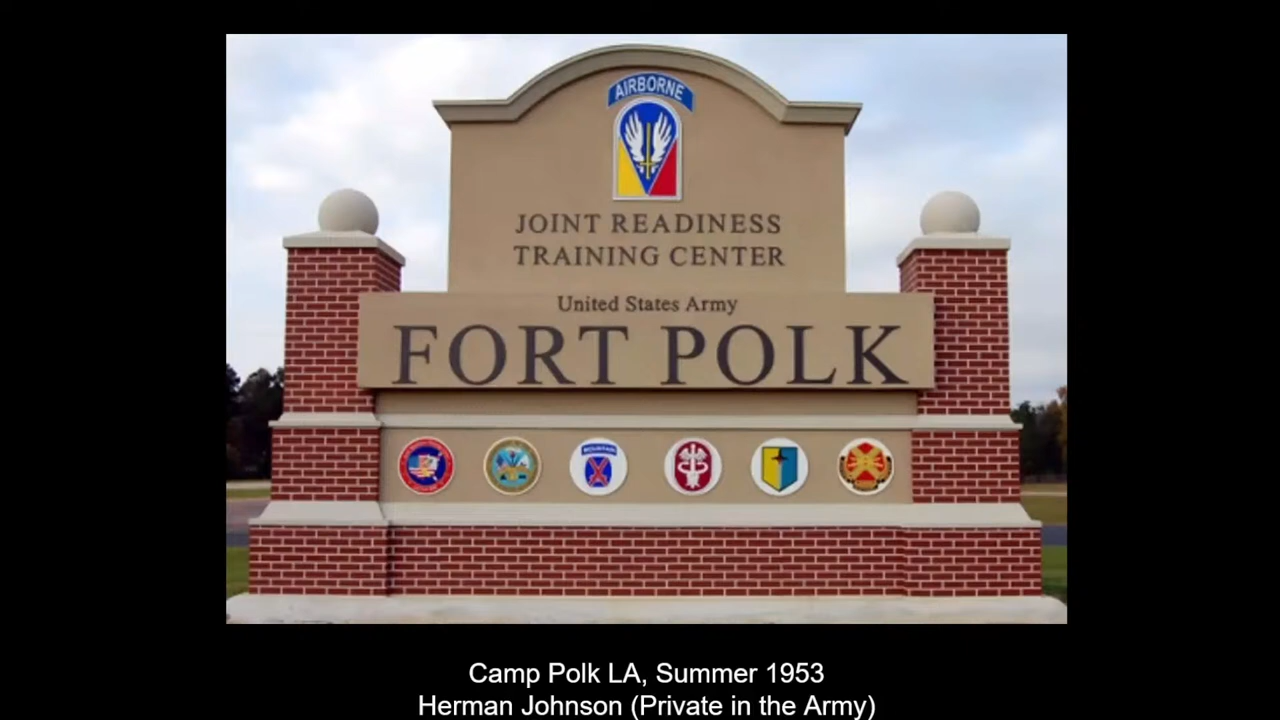 AIRBORNE
JOINT READINESS
TRAINING CENTER
United States Army
FORT POLK
MOUNTAIN
Camp Polk LA, Summer 1953
Herman Johnson (Private in the Army)